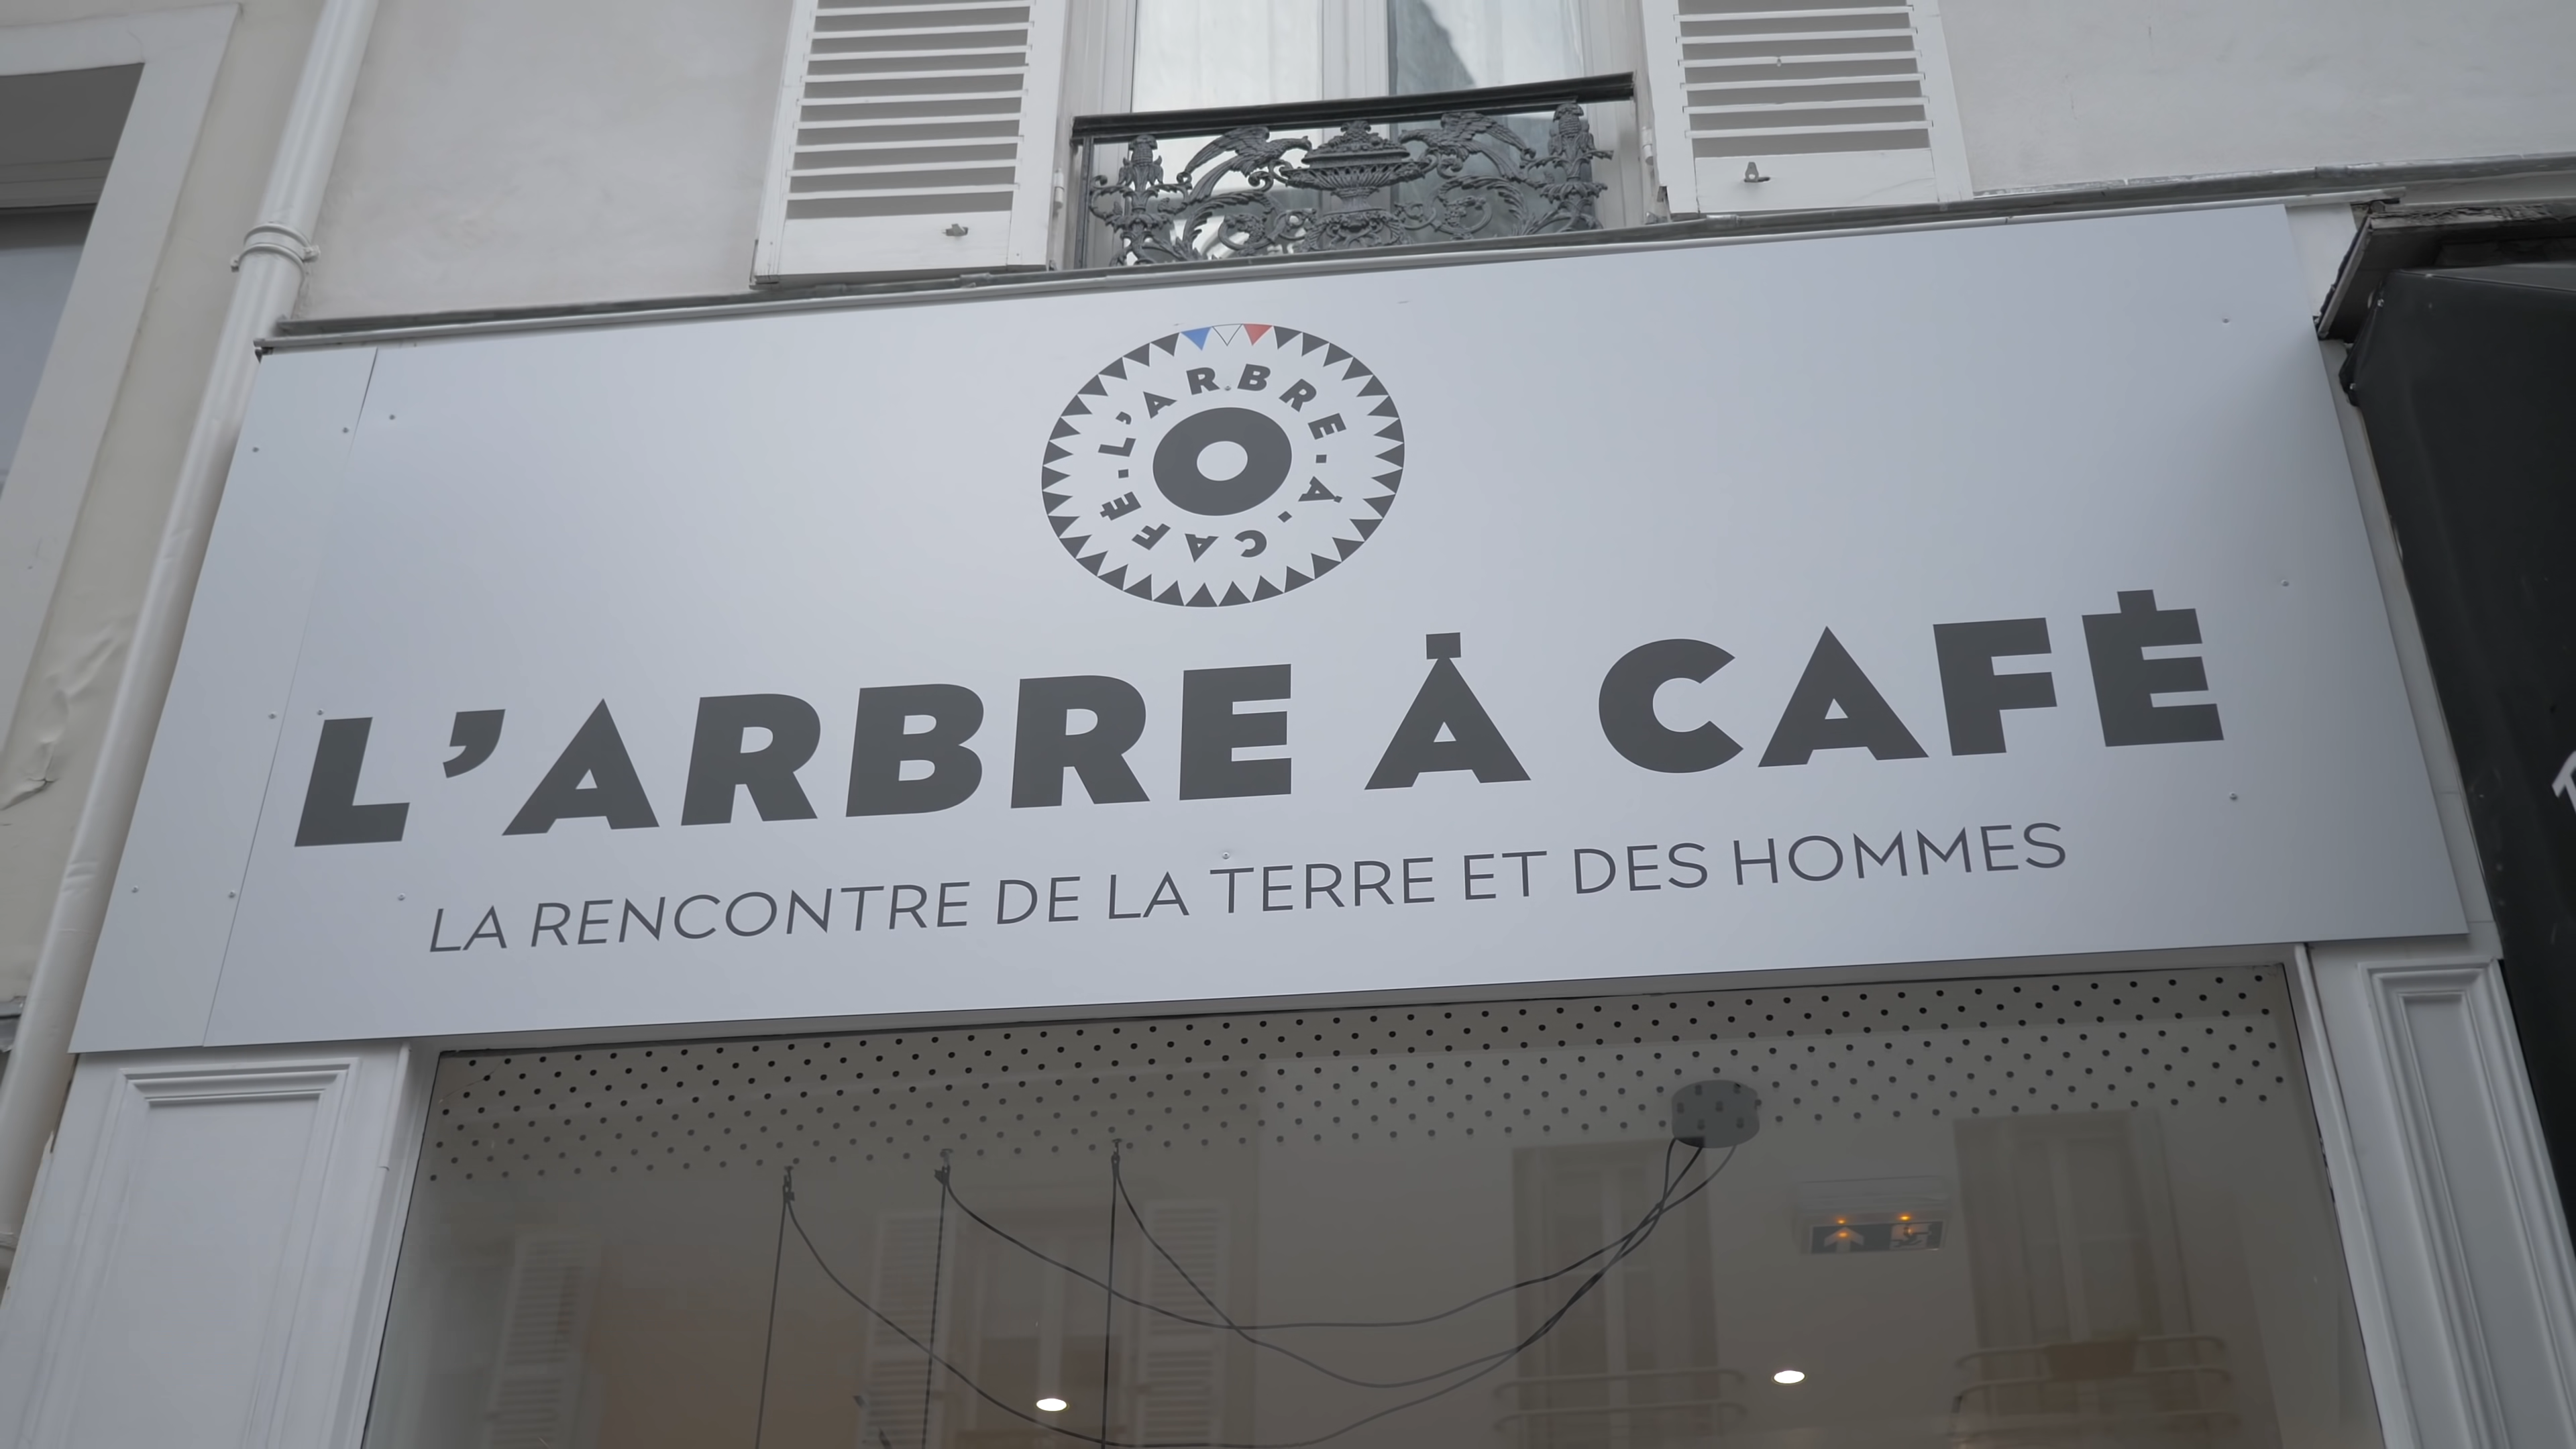 L'ARBRE · À · CAFÉ ·
L'ARBRE À CAFÉ
LA RENCONTRE DE LA TERRE ET DES HOMMES